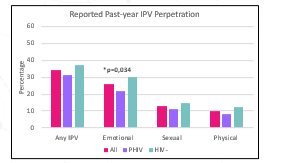 Reported Past-year IPV Perpetration
Percentage
60
50
40
30
20
10
0
*p=0,034
Any IPV Emotional Sexual Physical
All PHIV HIV-